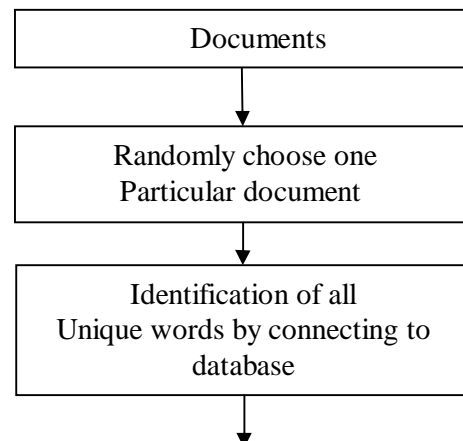 Documents
Randomly choose one
Particular document
Identification of all
Unique words by connecting to
database